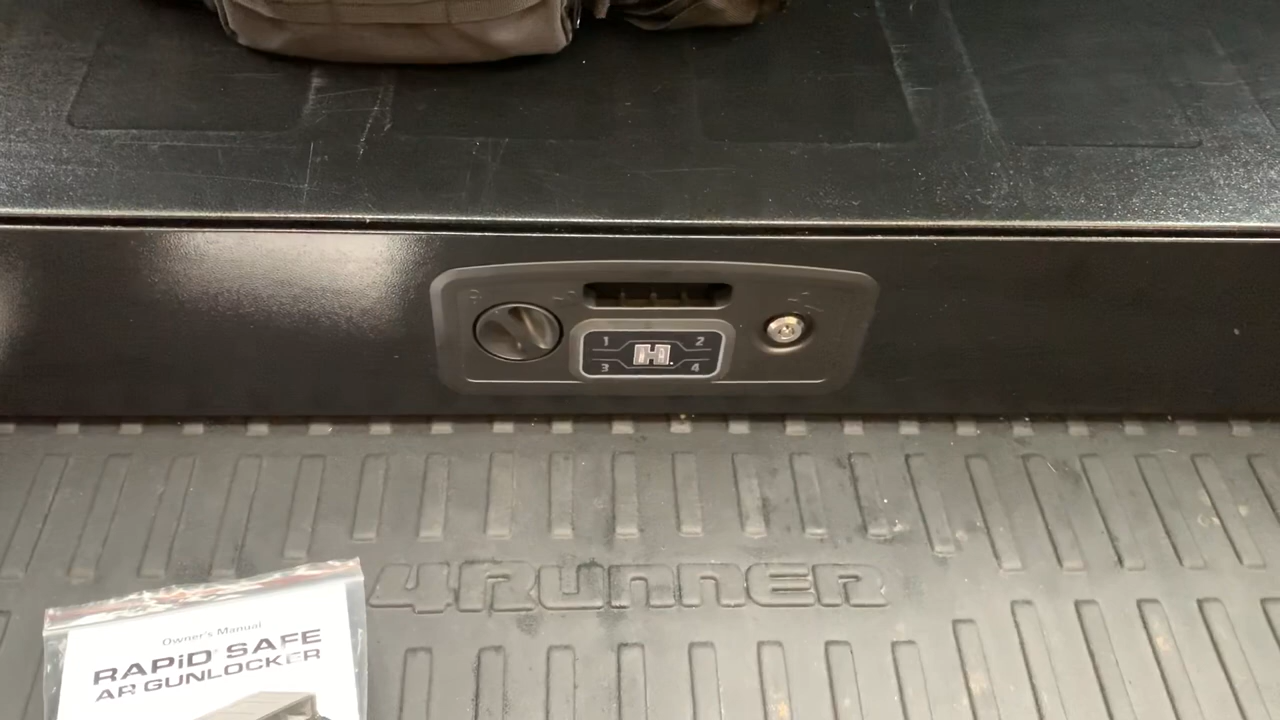 1 2
H
3 4
4RUNNER
Owner's Manual
RAPiD® SAFE
AR GUNLOCKER